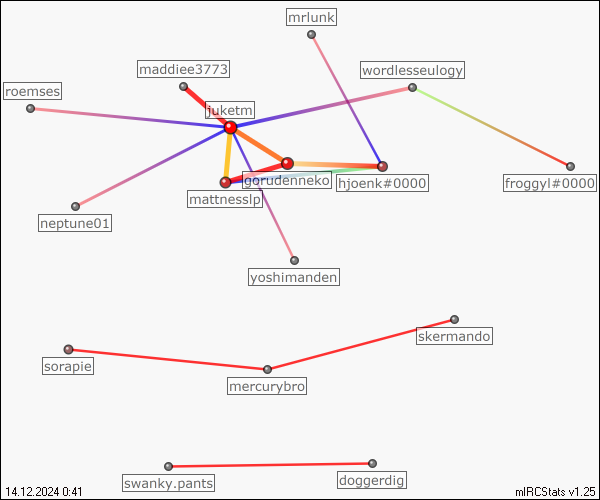 mrlunk
maddiee3773
wordlesseulogy
roemses
juketm
gorudenneko
hjoenk#0000
froggyl#0000
mattnesslp
neptune01
yoshimanden
skermando
sorapie
mercurybro
swanky.pants
doggerdig
14.12.2024 0:41
mIRCStats v1.25